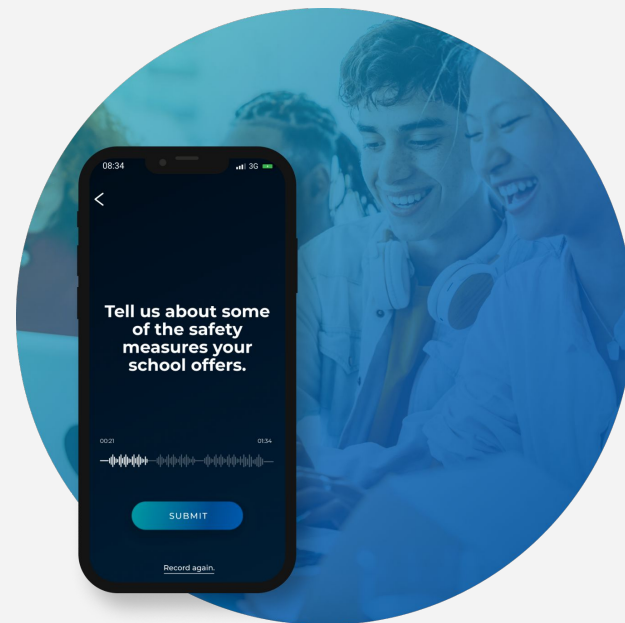 08:34 3G
Tell us about some
of the safety
measures your
school offers.
00:21 01:34
SUBMIT
Record again.